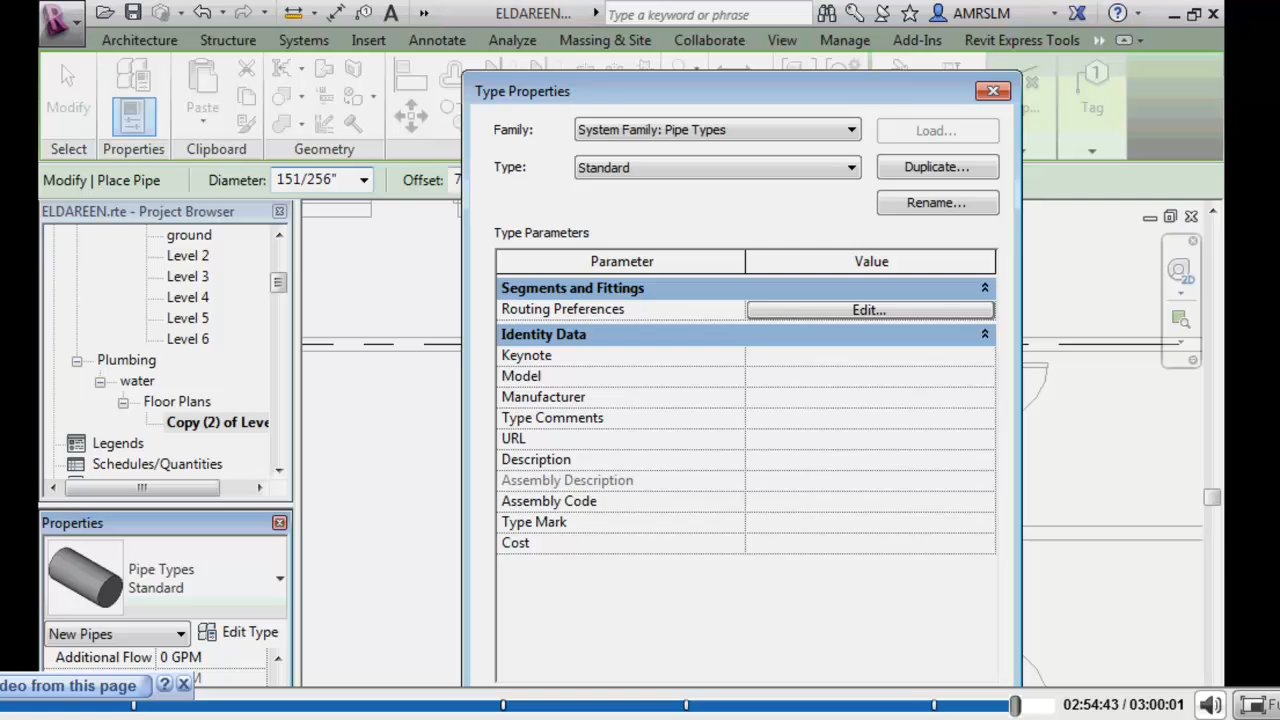 ELDAREEN...
Type a keyword or phrase
AMRSLM
Architecture Structure Systems Insert Annotate Analyze Massing & Site Collaborate View Manage Add-Ins Revit Express Tools
Modify
Paste
Tag
Select Properties Clipboard Geometry
Modify | Place Pipe Diameter: 151/256" Offset: 7
ELDAREEN.rte - Project Browser
ground
Level 2
Level 3
Level 4
Level 5
Level 6
Plumbing
water
Floor Plans
Copy (2) of Leve
Legends
Schedules/Quantities
Properties
Pipe Types
Standard
New Pipes Edit Type
Additional Flow 0 GPM
Type Properties
Family: System Family: Pipe Types Load...
Type: Standard Duplicate...
Rename...
Type Parameters
Parameter Value
Segments and Fittings
Routing Preferences Edit...
Identity Data
Keynote
Model
Manufacturer
Type Comments
URL
Description
Assembly Description
Assembly Code
Type Mark
Cost
2D
1
deo from this page ?
02:54:43 / 03:00:01 Fu